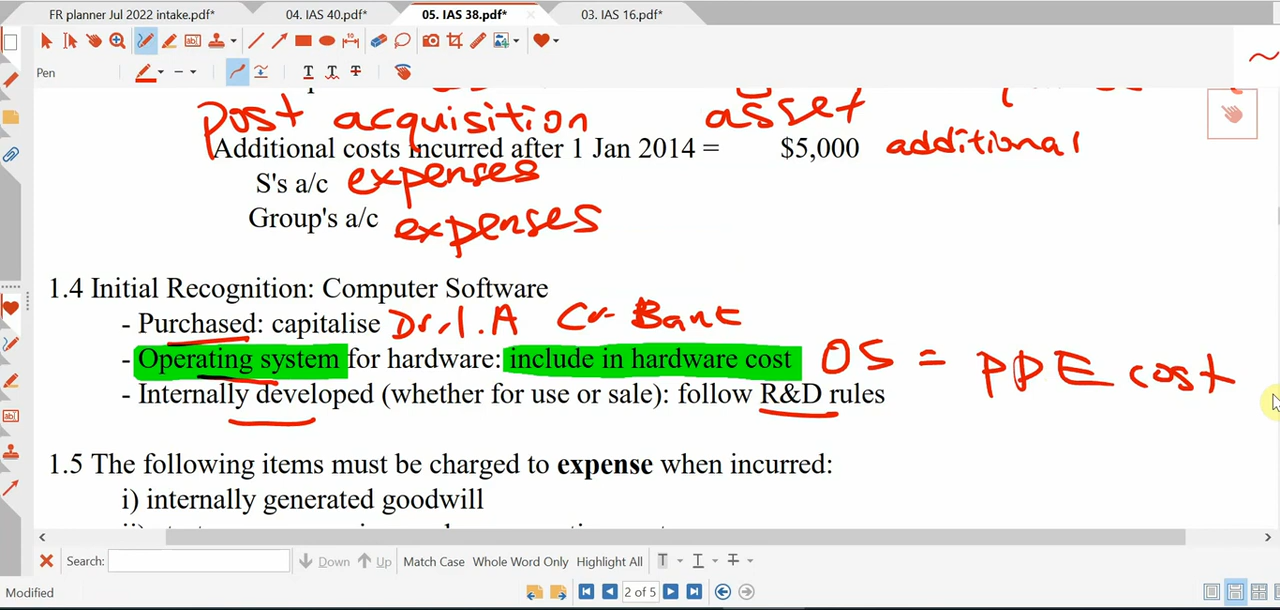 FR planner Jul 2022 intake.pdf* 04. IAS 40.pdf* 05. IAS 38.pdf* 03. IAS 16.pdf*
Pen
post acquisition asset
Additional costs incurred after 1 Jan 2014 = $5,000 additional
S's a/c expenses
Group's a/c expenses
1.4 Initial Recognition: Computer Software
- Purchased: capitalise Dr. I.A Cr Bank
- Operating system for hardware: include in hardware cost OS = PPE cost
- Internally developed (whether for use or sale): follow R&D rules
1.5 The following items must be charged to expense when incurred:
i) internally generated goodwill
Search: Down Up Match Case Whole Word Only Highlight All T T T
Modified 2 of 5